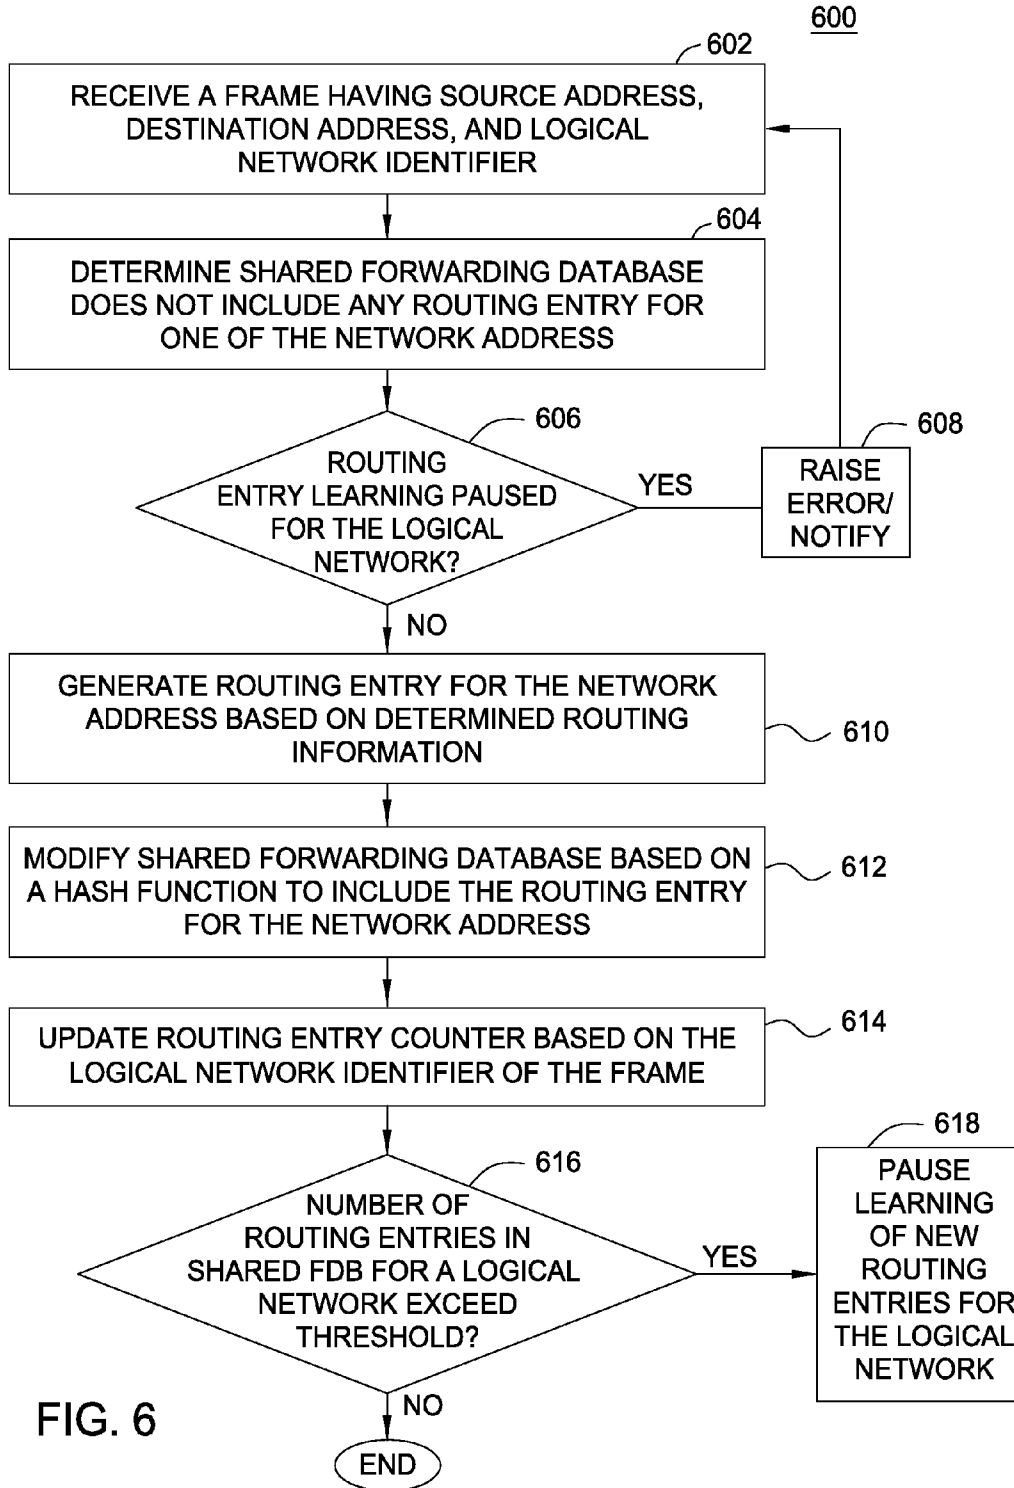 600
602
RECEIVE A FRAME HAVING SOURCE ADDRESS,
DESTINATION ADDRESS, AND LOGICAL
NETWORK IDENTIFIER
604
DETERMINE SHARED FORWARDING DATABASE
DOES NOT INCLUDE ANY ROUTING ENTRY FOR
ONE OF THE NETWORK ADDRESS
606
ROUTING
ENTRY LEARNING PAUSED
FOR THE LOGICAL
NETWORK?
YES
608
RAISE
ERROR/
NOTIFY
NO
GENERATE ROUTING ENTRY FOR THE NETWORK
ADDRESS BASED ON DETERMINED ROUTING
INFORMATION
610
MODIFY SHARED FORWARDING DATABASE BASED ON
A HASH FUNCTION TO INCLUDE THE ROUTING ENTRY
FOR THE NETWORK ADDRESS
612
UPDATE ROUTING ENTRY COUNTER BASED ON THE
LOGICAL NETWORK IDENTIFIER OF THE FRAME
614
616
NUMBER OF
ROUTING ENTRIES IN
SHARED FDB FOR A LOGICAL
NETWORK EXCEED
THRESHOLD?
YES
618
PAUSE
LEARNING
OF NEW
ROUTING
ENTRIES FOR
THE LOGICAL
NETWORK
NO
END
FIG. 6